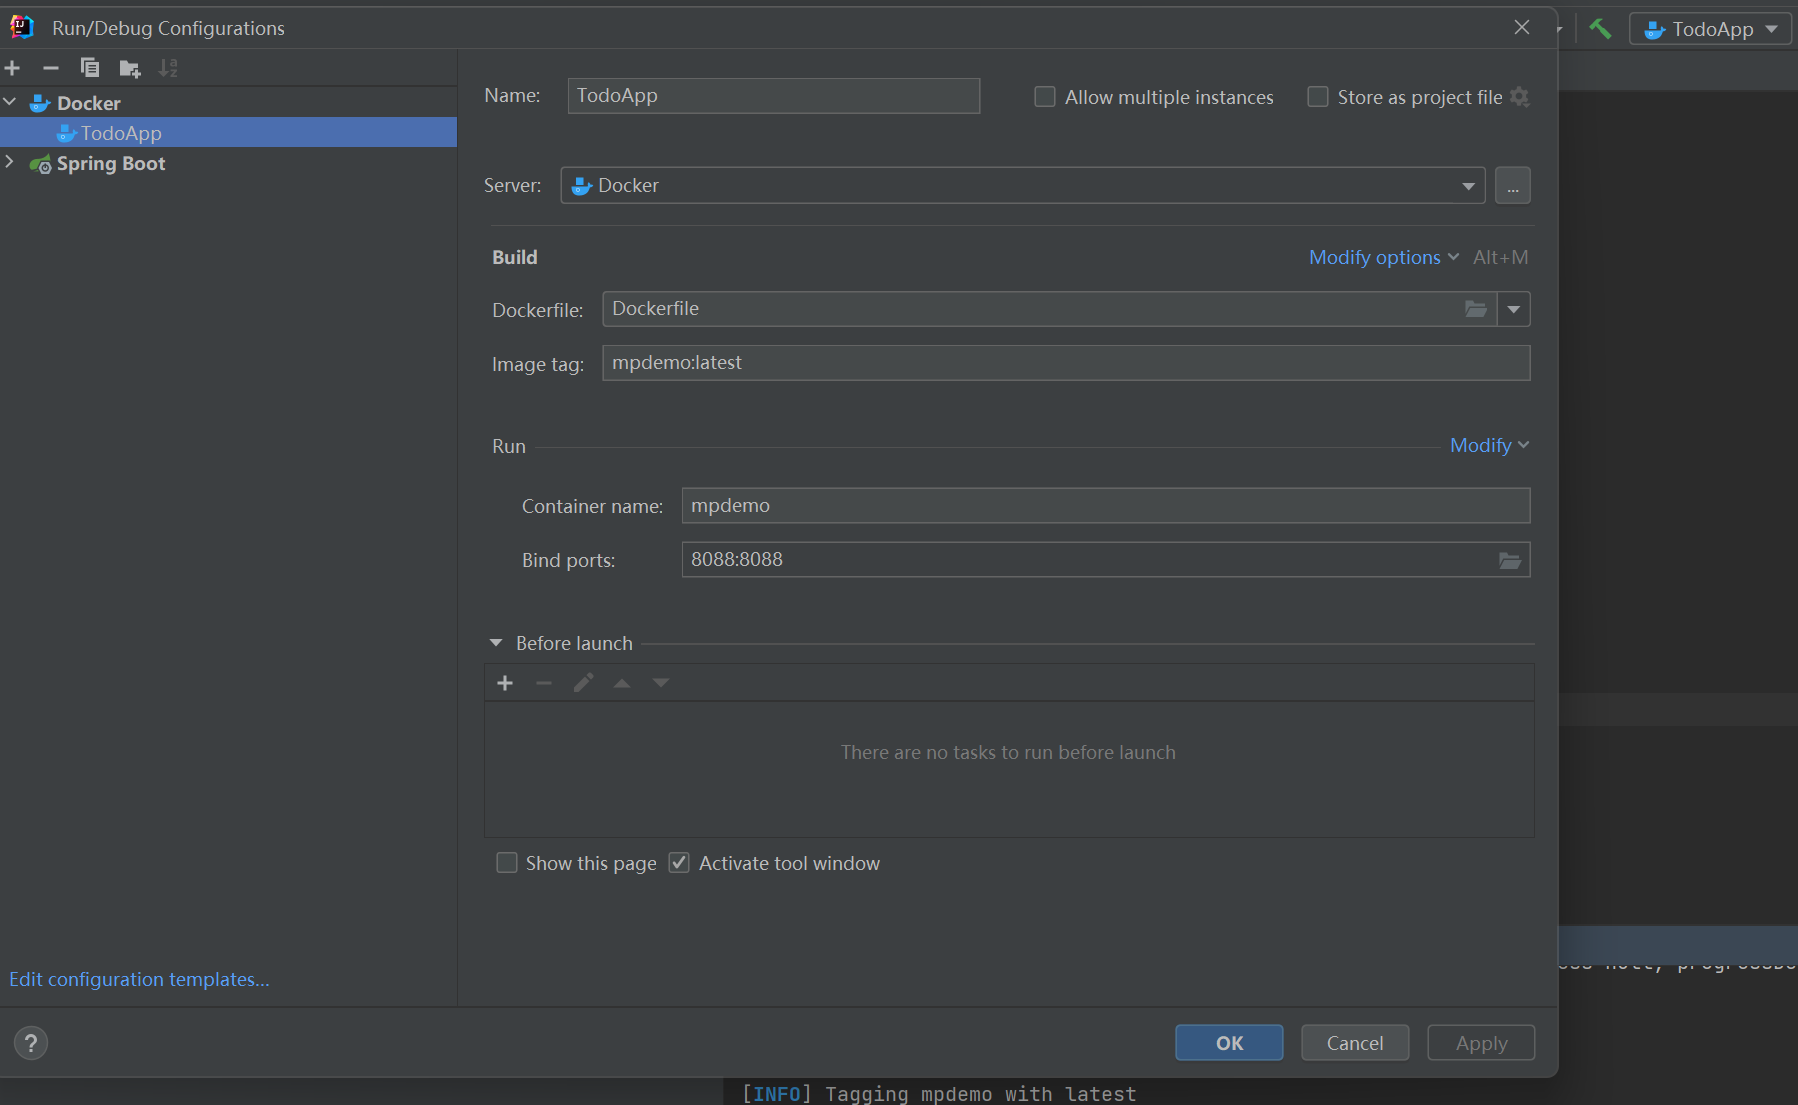 Run/Debug Configurations
TodoApp
Docker
TodoApp
Spring Boot
Name: TodoApp
Allow multiple instances
Store as project file
Server: Docker
...
Build
Modify options Alt+M
Dockerfile: Dockerfile
Image tag: mpdemo:latest
Run
Modify
Container name: mpdemo
Bind ports: 8088:8088
Before launch
There are no tasks to run before launch
Show this page
Activate tool window
Edit configuration templates...
?
OK
Cancel
Apply
[INFO] Tagging mpdemo with latest